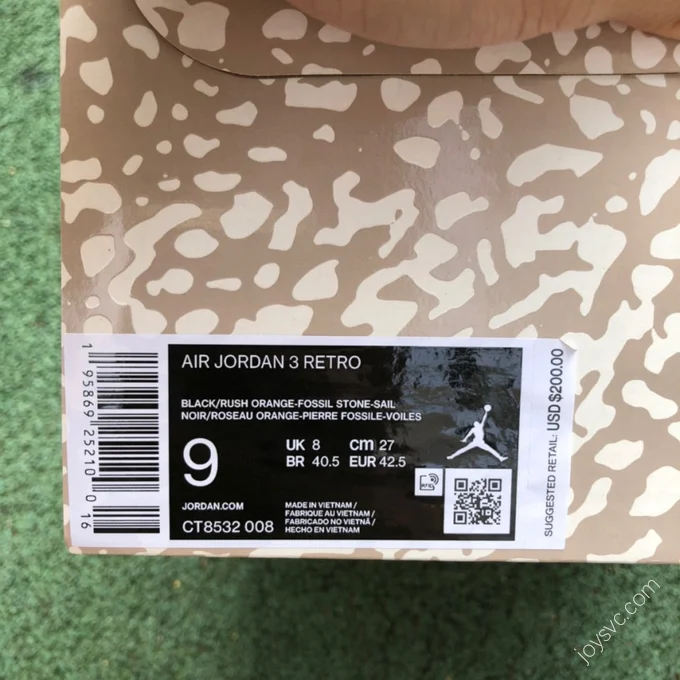 AIR JORDAN 3 RETRO
BLACK/RUSH ORANGE-FOSSIL STONE-SAIL
NOIR/ROSEAU ORANGE-PIERRE FOSSILE-VOILES
9
UK 8 cm 27
BR 40.5 EUR 42.5
RFID
JORDAN.COM
CT8532 008
MADE IN VIETNAM /
FABRIQUE AU VIETNAM /
FABRICADO NO VIETNÃ /
HECHO EN VIETNAM
1 95869 25210 0 16
SUGGESTED RETAIL: USD $200.00
joysvc.com